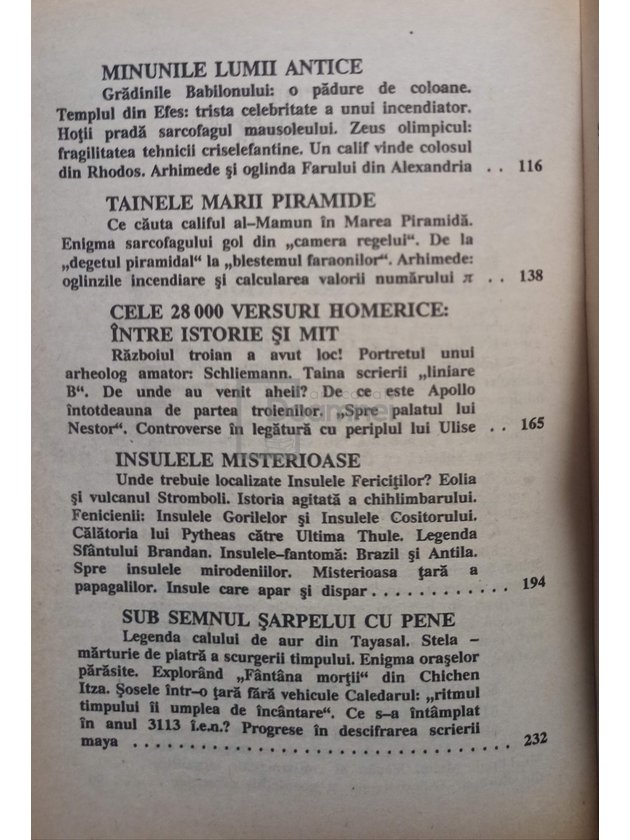 MINUNILE LUMII ANTICE
Grădinile Babilonului: o pădure de coloane.
Templul din Efes: trista celebritate a unui incendiator.
Hoţii pradă sarcofagul mausoleului. Zeus olimpicul:
fragilitatea tehnicii criselefantine. Un calif vinde colosul
din Rhodos. Arhimede şi oglinda Farului din Alexandria . . 116
TAINELE MARII PIRAMIDE
Ce căuta califul al-Mamun în Marea Piramidă.
Enigma sarcofagului gol din „camera regelui“. De la
„degetul piramidal“ la „blestemul faraonilor“. Arhimede:
oglinzile incendiare şi calcularea valorii numărului π . . 138
CELE 28 000 VERSURI HOMERICE:
ÎNTRE ISTORIE ŞI MIT
Războiul troian a avut loc! Portretul unui
arheolog amator: Schliemann. Taina scrierii „liniare
B“. De unde au venit aheii? De ce este Apollo
întotdeauna de partea troienilor. „Spre palatul lui
Nestor“. Controverse în legătură cu periplul lui Ulise . . 165
INSULELE MISTERIOASE
Unde trebuie localizate Insulele Fericiţilor? Eolia
şi vulcanul Stromboli. Istoria agitată a chihlimbarului.
Fenicienii: Insulele Gorilelor şi Insulele Cositorului.
Călătoria lui Pytheas către Ultima Thule. Legenda
Sfântului Brandan. Insulele-fantomă: Brazil şi Antila.
Spre insulele mirodeniilor. Misterioasa ţară a
papagalilor. Insule care apar şi dispar . . . . . . . . . . . . 194
SUB SEMNUL ŞARPELUI CU PENE
Legenda calului de aur din Tayasal. Stela –
mărturie de piatră a scurgerii timpului. Enigma oraşelor
părăsite. Explorând „Fântâna morţii“ din Chichen
Itza. Şosele într-o ţară fără vehicule Caledarul: „ritmul
timpului îi umplea de încântare“. Ce s-a întâmplat
în anul 3113 î.e.n.? Progrese în descifrarea scrierii
maya . . . . . . . . . . . . . . . . . . . . . . . . . . . . . . . . . . 232